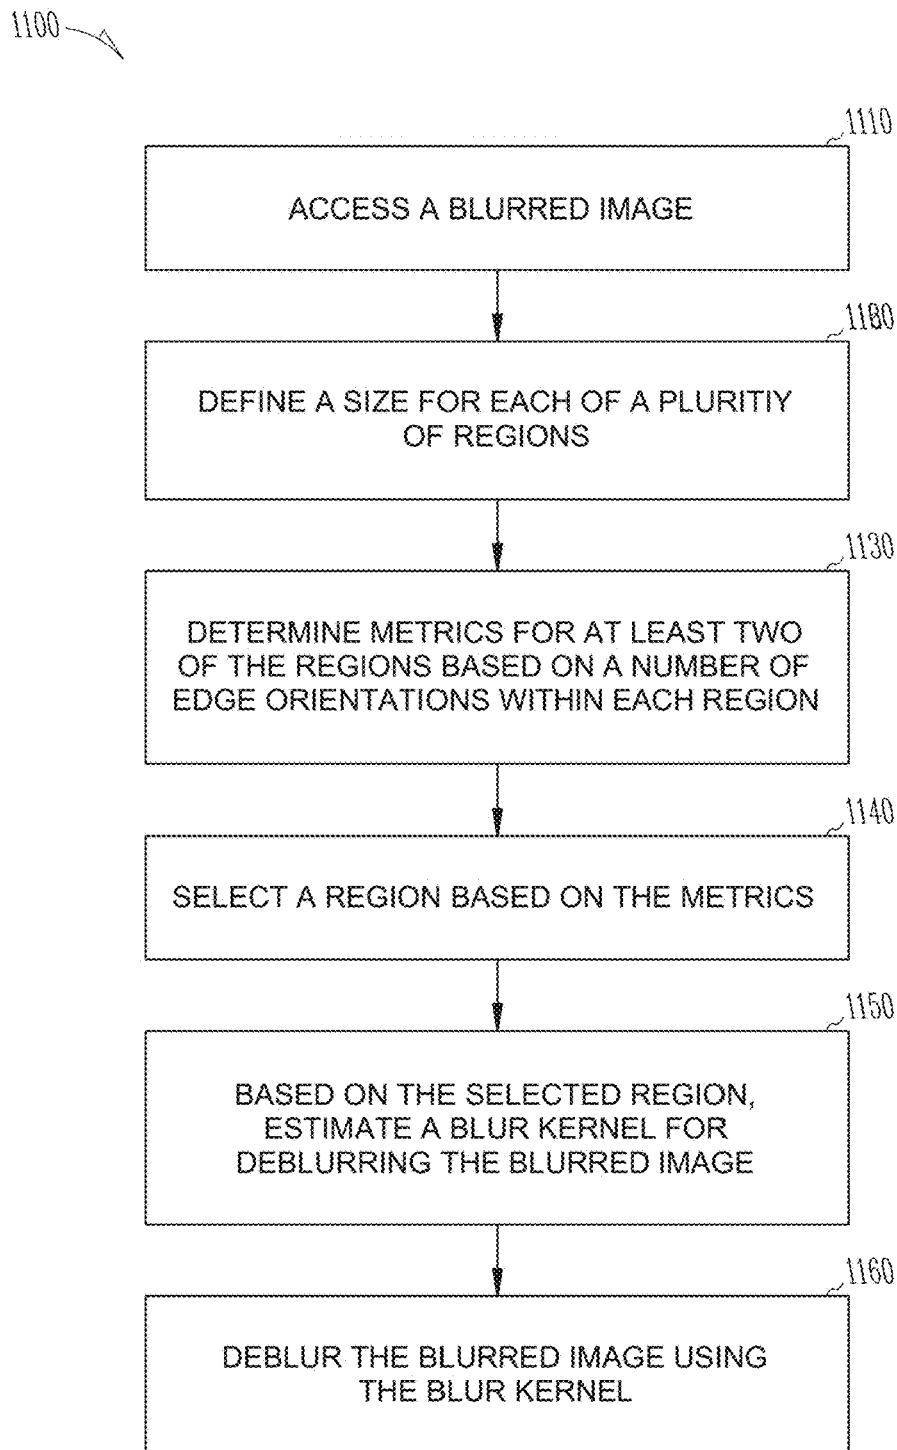 1100
1110
ACCESS A BLURRED IMAGE
DEFINE A SIZE FOR EACH OF A PLURITIY
OF REGIONS
1130
DETERMINE METRICS FOR AT LEAST TWO
OF THE REGIONS BASED ON A NUMBER OF
EDGE ORIENTATIONS WITHIN EACH REGION
1140
SELECT A REGION BASED ON THE METRICS
1150
BASED ON THE SELECTED REGION,
ESTIMATE A BLUR KERNEL FOR
DEBLURRING THE BLURRED IMAGE
1160
DEBLUR THE BLURRED IMAGE USING
THE BLUR KERNEL